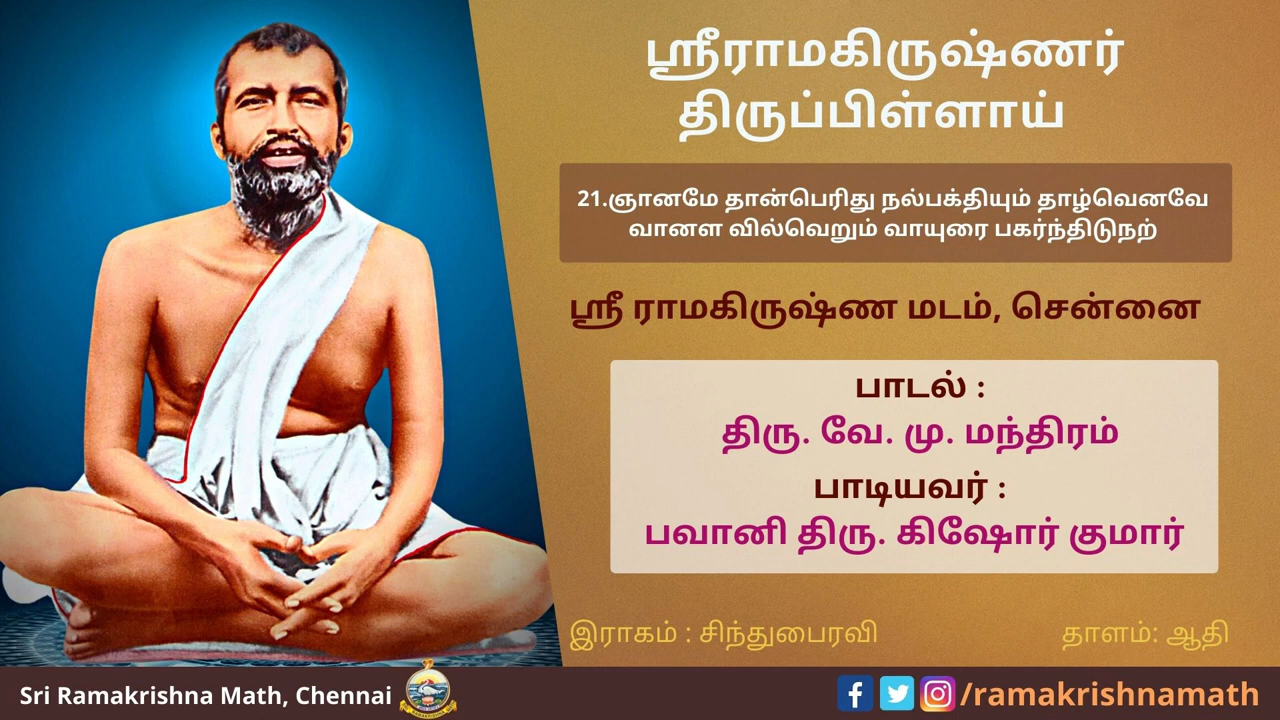 ஸ்ரீராமகிருஷ்ணர்
திருப்பிள்ளாய்
21.ஞானமே தான்பெரிது நல்பக்தியும் தாழ்வெனவே
வானள வில்வெறும் வாயுரை பகர்ந்திடுநற்
ஸ்ரீ ராமகிருஷ்ண மடம், சென்னை
பாடல் :
திரு. வே. மு. மந்திரம்
பாடியவர் :
பவானி திரு. கிஷோர் குமார்
இராகம் : சிந்துபைரவி
தாளம்: ஆதி
Sri Ramakrishna Math, Chennai
/ramakrishnamath